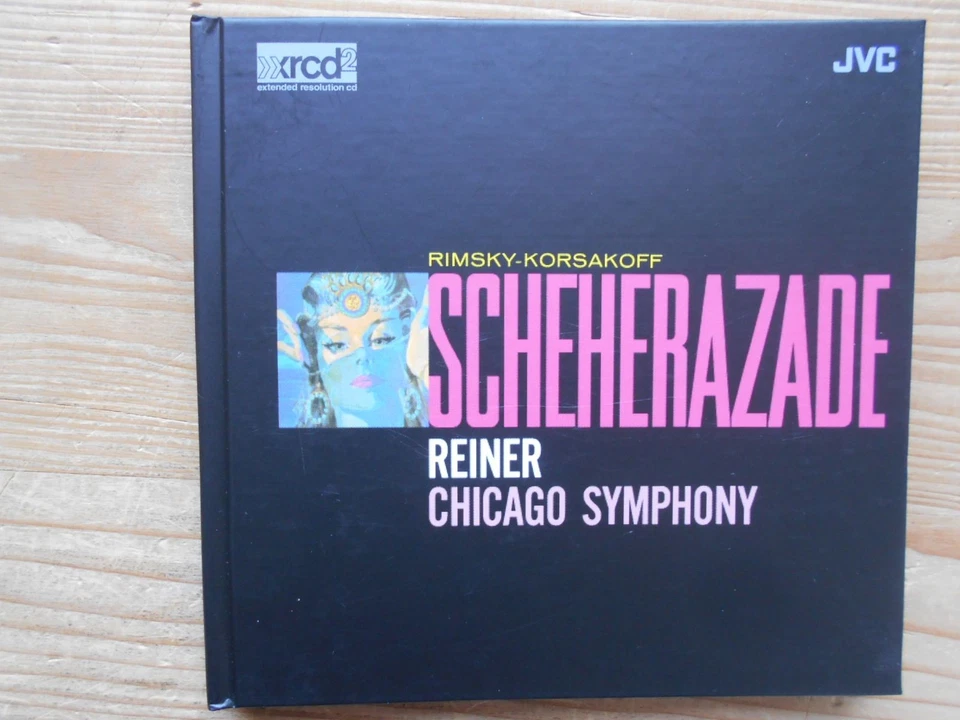 xrcd2
extended resolution cd
JVC
RIMSKY-KORSAKOFF
SCHEHERAZADE
REINER
CHICAGO SYMPHONY